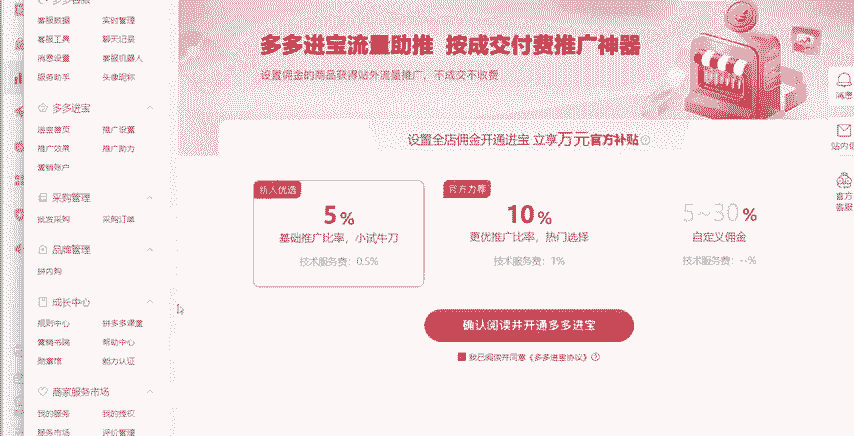 多多客服
客服数据 实时管理
客服工具 聊天记录
消息设置 客服机器人
服务助手 头像昵称
多多进宝
进宝首页 推广设置
推广效果 推广助力
营销账户
采购管理
批发采购 采购订单
品牌管理
拼内购
成长中心
规则中心 拼多多课堂
营销书院 帮助中心
能力认证
商家服务市场
我的服务 我的授权
服务市场 评价管理
多多进宝流量助推 按成交付费推广神器
设置佣金的商品获得站外流量推广，不成交不收费
设置全店佣金开通进宝 立享万元官方补贴
新人优选
5%
基础推广比率，小试牛刀
技术服务费：0.5%
官方力荐
10%
更优推广比率，热门选择
技术服务费：1%
5~30%
自定义佣金
技术服务费：--%
确认阅读并开通多多进宝
我已阅读并同意《多多进宝协议》
消息
站内信
官方
客服